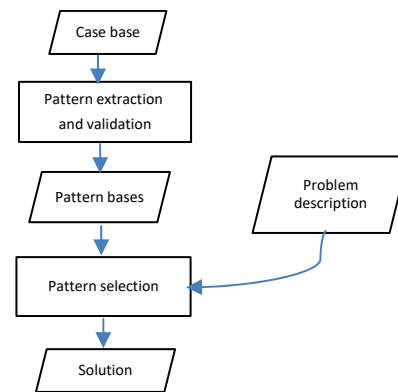 Case base
Pattern extraction
and validation
Pattern bases
Problem
description
Pattern selection
Solution